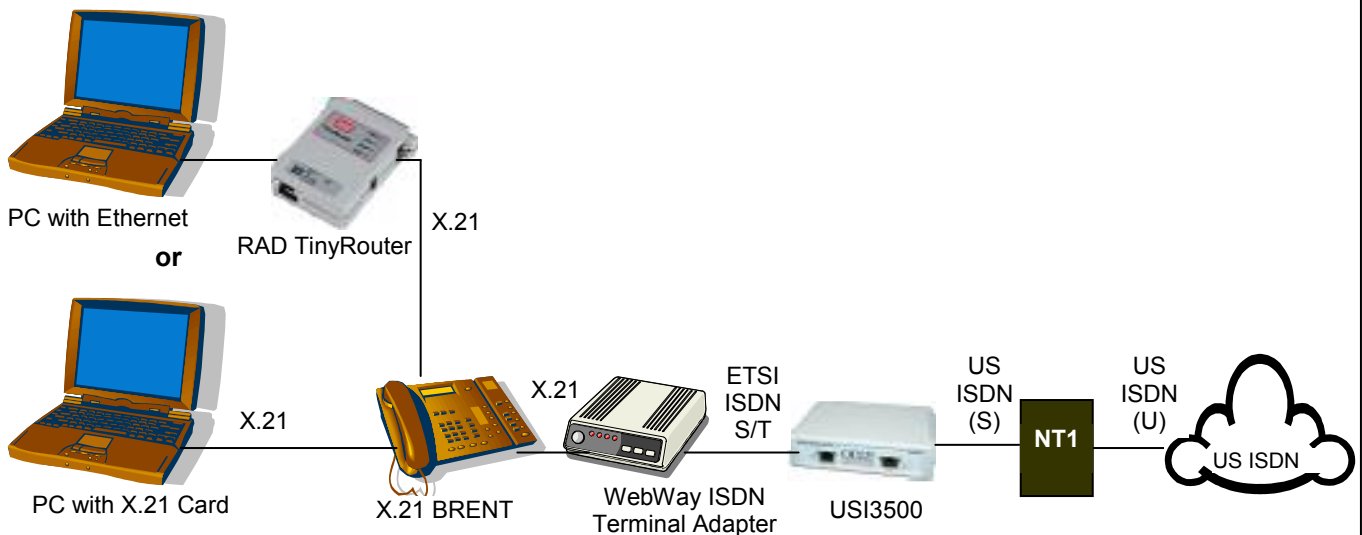 PC with Ethernet
or
RAD TinyRouter
X.21
PC with X.21 Card
X.21
X.21 BRENT
X.21
WebWay ISDN
Terminal Adapter
ETSI
ISDN
S/T
USI3500
US
ISDN
(S)
NT1
US
ISDN
(U)
US ISDN